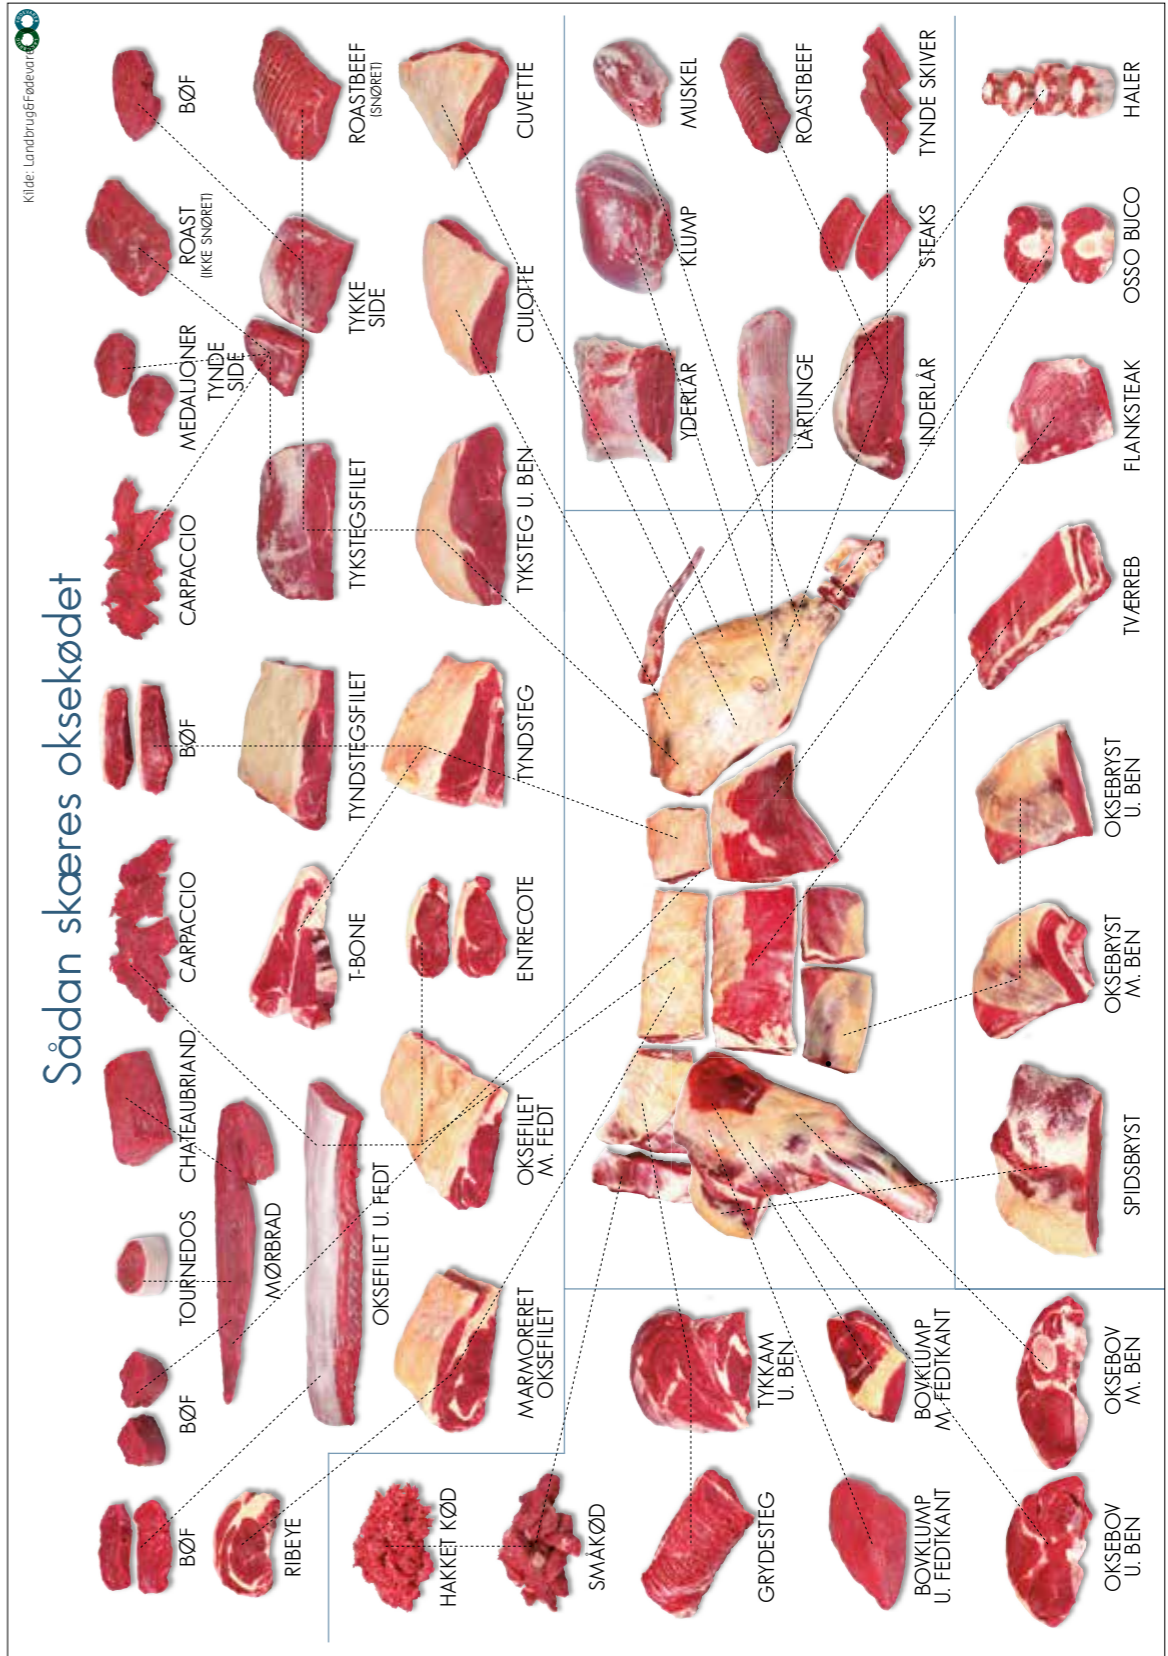 Kilde: Landbrug&Fødevarer
Sådan skæres oksekødet
BØF
BØF
TOURNEDOS
CHATEAUBRIAND
CARPACCIO
BØF
CARPACCIO
MEDALJONER
ROAST
(IKKE SNØRET)
BØF
RIBEYE
MØRBRAD
TYNDE
SIDE
OKSEFILET U. FEDT
T-BONE
TYNDSTEGSFILET
TYKSTEGSFILET
TYKKE
SIDE
ROASTBEEF
(SNØRET)
HAKKET KØD
MARMORERET
OKSEFILET
OKSEFILET
M. FEDT
ENTRECOTE
TYNDSTEG
TYKSTEG U. BEN
CULOTTE
CUVETTE
SMÅKØD
YDERLÅR
KLUMP
MUSKEL
GRYDESTEG
TYKKAM
U. BEN
LÅRTUNGE
ROASTBEEF
BOVKLUMP
U. FEDTKANT
BOVKLUMP
M. FEDTKANT
INDERLÅR
STEAKS
TYNDE SKIVER
OKSEBOV
U. BEN
OKSEBOV
M. BEN
SPIDSBRYST
OKSEBRYST
M. BEN
OKSEBRYST
U. BEN
TVÆRREB
FLANKSTEAK
OSSO BUCO
HALER